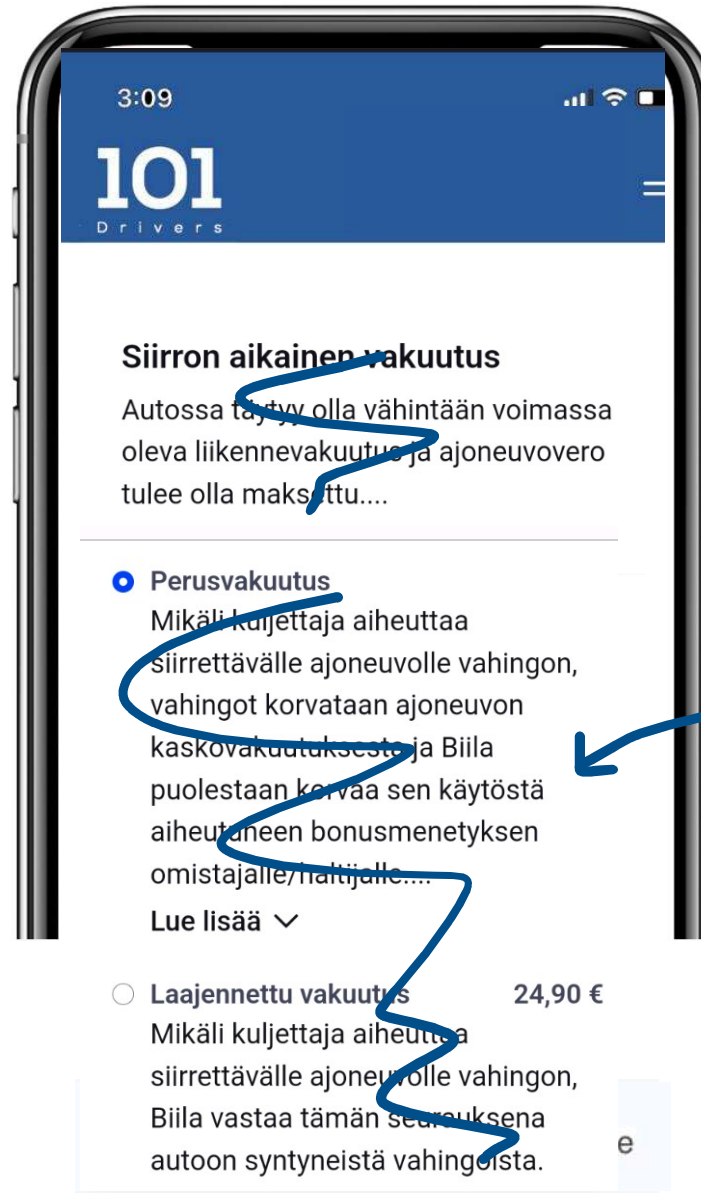 3:09
101
Drivers
Siirron aikainen vakuutus
Autossa täytyy olla vähintään voimassa
oleva liikennevakuutus ja ajoneuvovero
tulee olla maksettu....
Perusvakuutus
Mikäli kuljettaja aiheuttaa
siirrettävälle ajoneuvolle vahingon,
vahingot korvataan ajoneuvon
kaskovakuutuksesta ja Biila
puolestaan korvaa sen käytöstä
aiheutuneen bonusmenetyksen
omistajalle/haltijalle....
Lue lisää
Laajennettu vakuutus 24,90 €
Mikäli kuljettaja aiheuttaa
siirrettävälle ajoneuvolle vahingon,
Biila vastaa tämän seurauksena
autoon syntyneistä vahingoista.
e